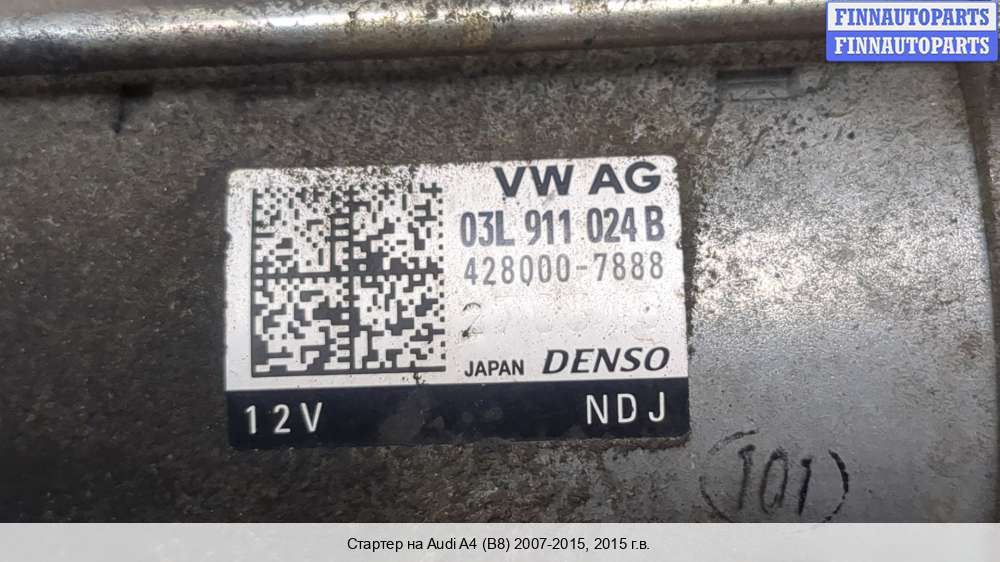 FINNAUTOPARTS
FINNAUTOPARTS
VW AG
03L 911 024 B
428000-7888
JAPAN DENSO
12V NDJ
101
Стартер на Audi A4 (B8) 2007-2015, 2015 г.в.